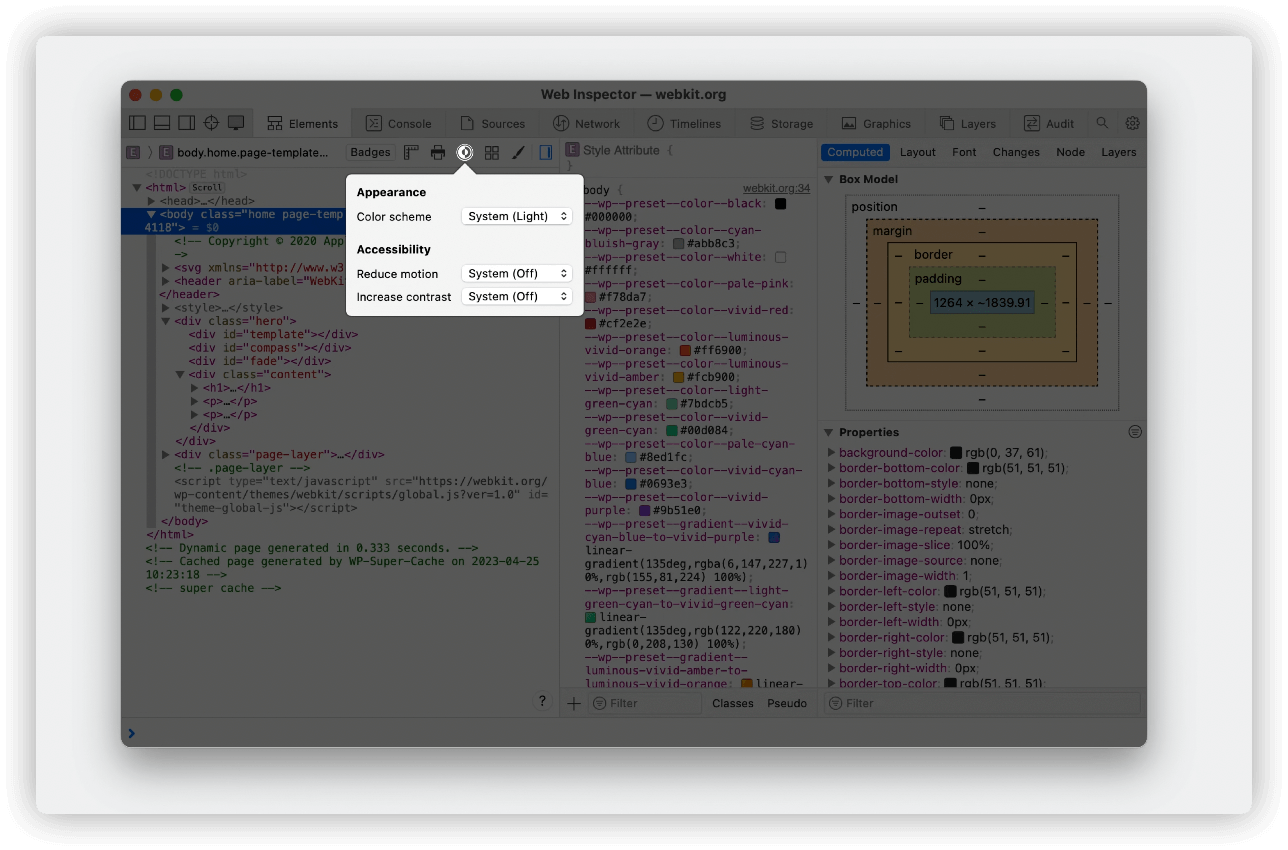 Web Inspector — webkit.org
Elements Console Sources Network Timelines Storage Graphics Layers Audit
E E body.home.page-template... Badges
<!DOCTYPE html>
<html> Scroll
<head>…</head>
<body class="home page-temp
4118"> = $0
<!-- Copyright © 2020 App
->
<svg xmlns="http://www.w3
<header aria-label="WebKi
</header>
<style>…</style>
<div class="hero">
<div id="template"></div>
<div id="compass"></div>
<div id="fade"></div>
<div class="content">
<h1>…</h1>
<p>…</p>
<p>…</p>
</div>
</div>
<div class="page-layer">…</div>
<!-- .page-layer -->
<script type="text/javascript" src="https://webkit.org/
wp-content/themes/webkit/scripts/global.js?ver=1.0" id=
"theme-global-js"></script>
</body>
</html>
<!-- Dynamic page generated in 0.333 seconds. -->
<!-- Cached page generated by WP-Super-Cache on 2023-04-25
10:23:18 -->
<!-- super cache -->
?
Appearance
Color scheme System (Light)
Accessibility
Reduce motion System (Off)
Increase contrast System (Off)
E Style Attribute {
}
body { webkit.org:34
--wp--preset--color--black:
#000000;
--wp--preset--color--cyan-
bluish-gray: #abb8c3;
--wp--preset--color--white:
#ffffff;
--wp--preset--color--pale-pink:
#f78da7;
--wp--preset--color--vivid-red:
#cf2e2e;
--wp--preset--color--luminous-
vivid-orange: #ff6900;
--wp--preset--color--luminous-
vivid-amber: #fcb900;
--wp--preset--color--light-
green-cyan: #7bdcb5;
--wp--preset--color--vivid-
green-cyan: #00d084;
--wp--preset--color--pale-cyan-
blue: #8ed1fc;
--wp--preset--color--vivid-cyan-
blue: #0693e3;
--wp--preset--color--vivid-
purple: #9b51e0;
--wp--preset--gradient--vivid-
cyan-blue-to-vivid-purple:
linear-
gradient(135deg,rgba(6,147,227,1)
0%,rgb(155,81,224) 100%);
--wp--preset--gradient--light-
green-cyan-to-vivid-green-cyan:
linear-
gradient(135deg,rgb(122,220,180)
0%,rgb(0,208,130) 100%);
--wp--preset--gradient--
luminous-vivid-amber-to-
luminous-vivid-orange: linear-
Filter Classes Pseudo
Computed Layout Font Changes Node Layers
Box Model
position –
margin –
– border – –
padding –
– – – – 1264 × ~1839.91 – – – –
–
– – –
–
–
Properties
background-color: rgb(0, 37, 61);
border-bottom-color: rgb(51, 51, 51);
border-bottom-style: none;
border-bottom-width: 0px;
border-image-outset: 0;
border-image-repeat: stretch;
border-image-slice: 100%;
border-image-source: none;
border-image-width: 1;
border-left-color: rgb(51, 51, 51);
border-left-style: none;
border-left-width: 0px;
border-right-color: rgb(51, 51, 51);
border-right-style: none;
border-right-width: 0px;
border-top-color: rgb(51, 51, 51);
Filter